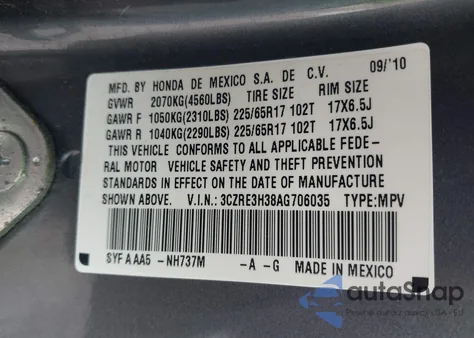 MFD. BY HONDA DE MEXICO S.A. DE C.V. 09/'10
GVWR 2070KG(4560LBS) TIRE SIZE RIM SIZE
GAWR F 1050KG(2310LBS) 225/65R17 102T 17X6.5J
GAWR R 1040KG(2290LBS) 225/65R17 102T 17X6.5J
THIS VEHICLE CONFORMS TO ALL APPLICABLE FEDE-
RAL MOTOR VEHICLE SAFETY AND THEFT PREVENTION
STANDARDS IN EFFECT ON THE DATE OF MANUFACTURE
SHOWN ABOVE. V.I.N.: 3CZRE3H38AG706035 TYPE:MPV
SYF A AA5 -NH737M -A -G MADE IN MEXICO
autoSnap